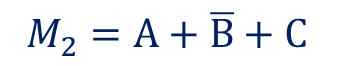 M₂ = A + B̅ + C